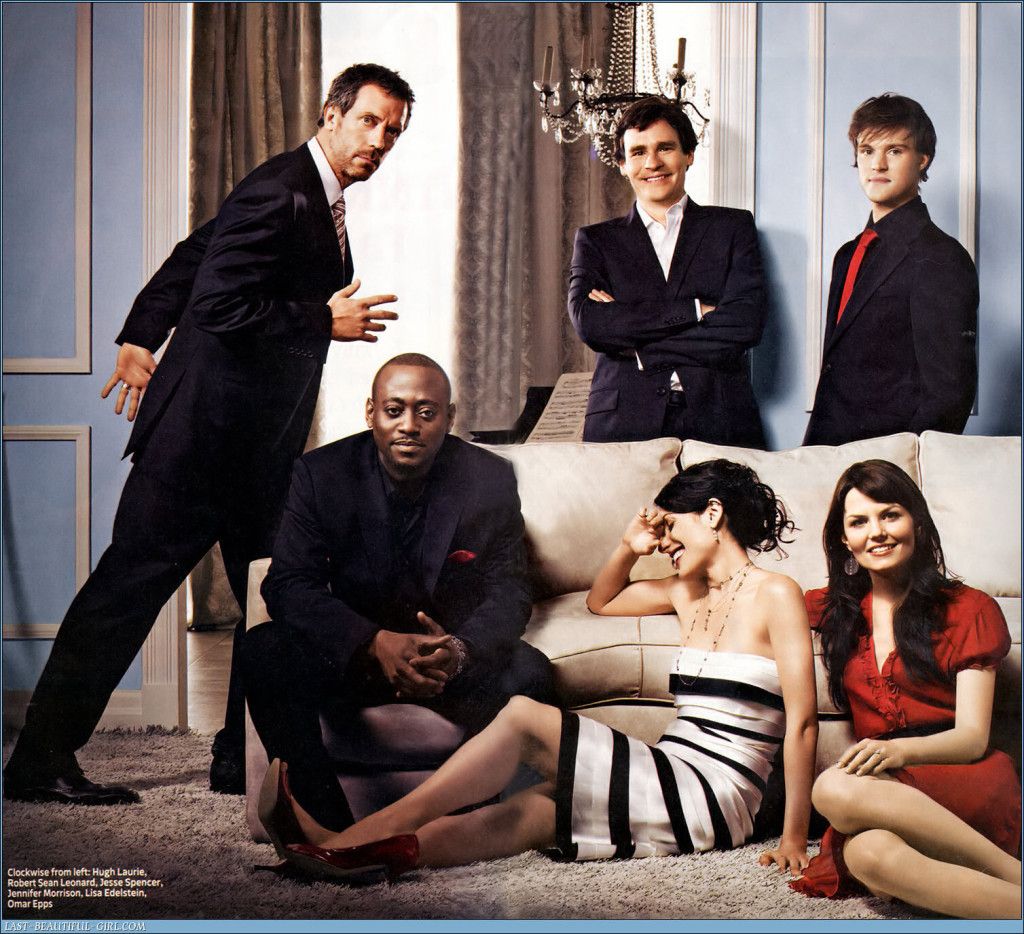 Clockwise from left: Hugh Laurie,
Robert Sean Leonard, Jesse Spencer,
Jennifer Morrison, Lisa Edelstein,
Omar Epps
LAST-BEAUTIFUL-GIRL.COM